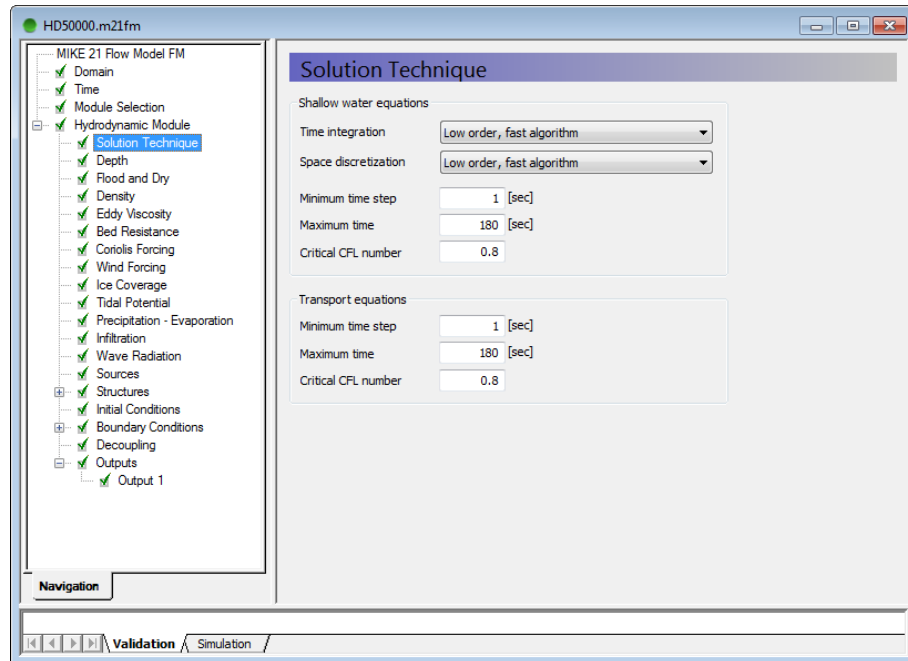 HD50000.m21fm
MIKE 21 Flow Model FM
Domain
Time
Module Selection
Hydrodynamic Module
Solution Technique
Depth
Flood and Dry
Density
Eddy Viscosity
Bed Resistance
Coriolis Forcing
Wind Forcing
Ice Coverage
Tidal Potential
Precipitation - Evaporation
Infiltration
Wave Radiation
Sources
Structures
Initial Conditions
Boundary Conditions
Decoupling
Outputs
Output 1
Navigation
Solution Technique
Shallow water equations
Time integration Low order, fast algorithm
Space discretization Low order, fast algorithm
Minimum time step 1 [sec]
Maximum time 180 [sec]
Critical CFL number 0.8
Transport equations
Minimum time step 1 [sec]
Maximum time 180 [sec]
Critical CFL number 0.8
Validation Simulation